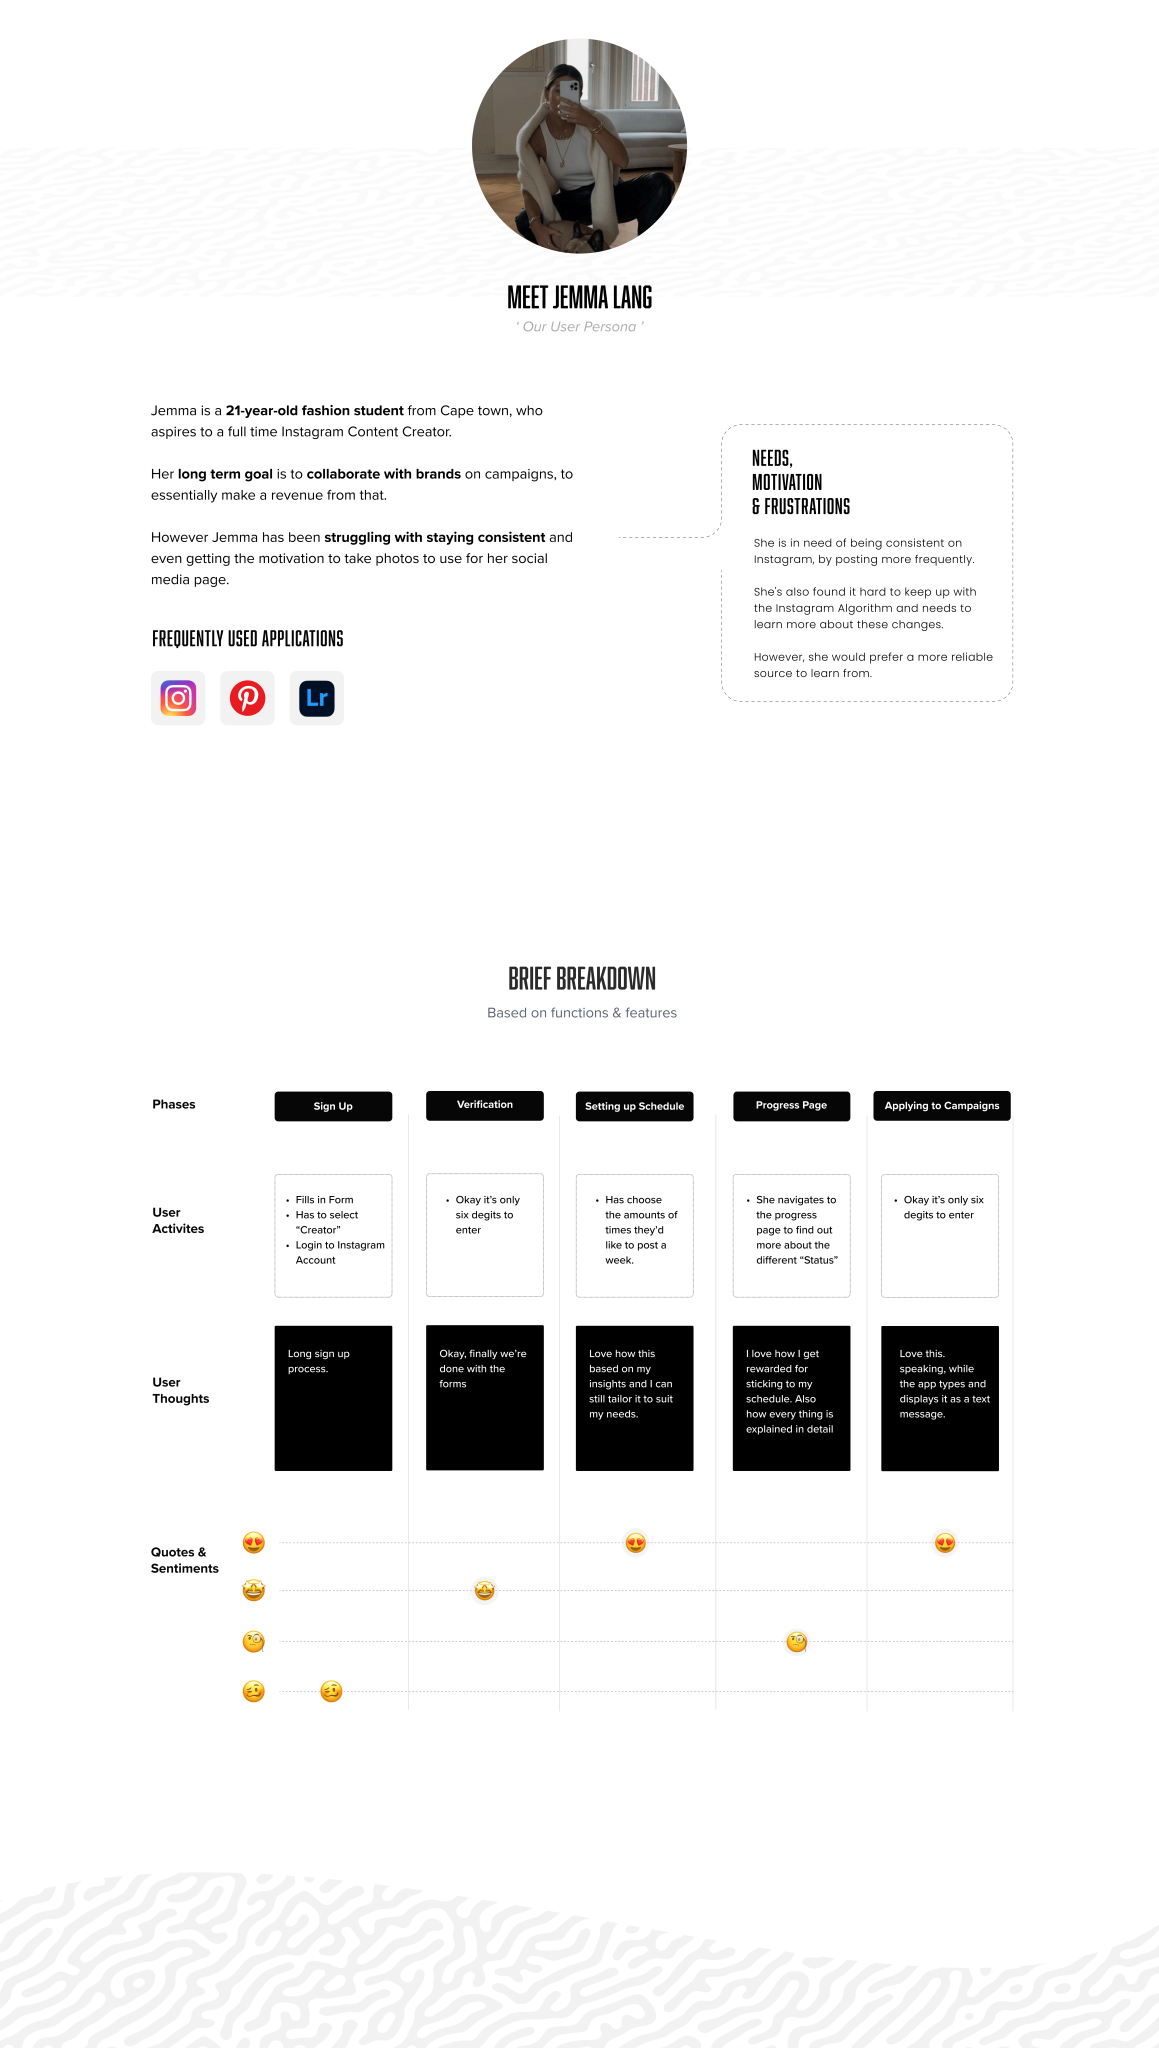 MEET JEMMA LANG
‘ Our User Persona ’
Jemma is a 21-year-old fashion student from Cape town, who
aspires to a full time Instagram Content Creator.
Her long term goal is to collaborate with brands on campaigns, to
essentially make a revenue from that.
However Jemma has been struggling with staying consistent and
even getting the motivation to take photos to use for her social
media page.
FREQUENTLY USED APPLICATIONS
Lr
NEEDS,
MOTIVATION
& FRUSTRATIONS
She is in need of being consistent on
Instagram, by posting more frequently.
She's also found it hard to keep up with
the Instagram Algorithm and needs to
learn more about these changes.
However, she would prefer a more reliable
source to learn from.
BRIEF BREAKDOWN
Based on functions & features
Phases
Sign Up
Verification
Setting up Schedule
Progress Page
Applying to Campaigns
User
Activites
• Fills in Form
• Has to select
“Creator”
• Login to Instagram
Account
• Okay it’s only
six degits to
enter
• Has choose
the amounts of
times they’d
like to post a
week.
• She navigates to
the progress
page to find out
more about the
different “Status”
• Okay it’s only six
degits to enter
User
Thoughts
Long sign up
process.
Okay, finally we’re
done with the
forms
Love how this
based on my
insights and I can
still tailor it to suit
my needs.
I love how I get
rewarded for
sticking to my
schedule. Also
how every thing is
explained in detail
Love this.
speaking, while
the app types and
displays it as a text
message.
Quotes &
Sentiments